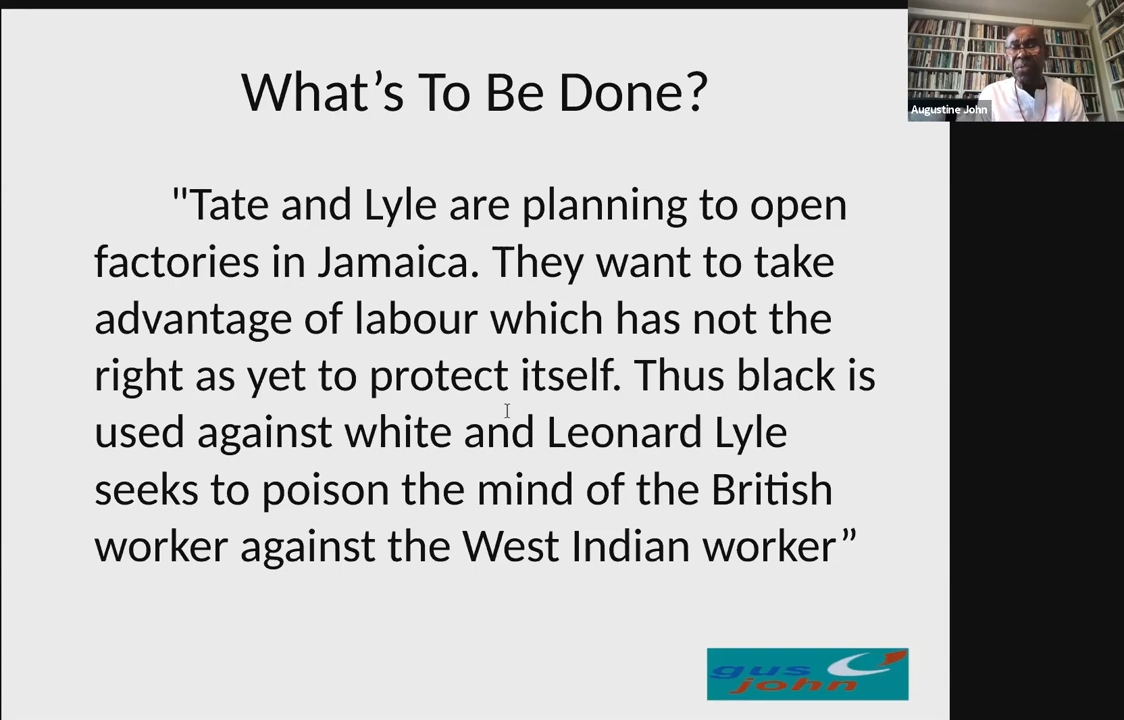 What’s To Be Done?
Augustine John
"Tate and Lyle are planning to open
factories in Jamaica. They want to take
advantage of labour which has not the
right as yet to protect itself. Thus black is
used against white and Leonard Lyle
seeks to poison the mind of the British
worker against the West Indian worker”
gus
john